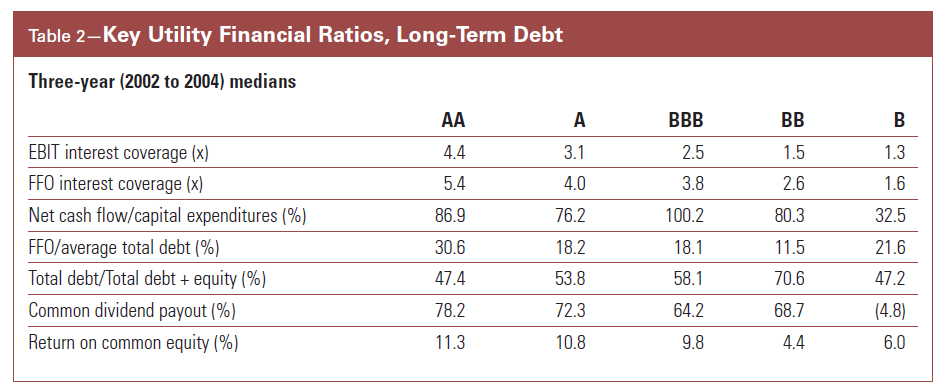 Table 2–Key Utility Financial Ratios, Long-Term Debt
Three-year (2002 to 2004) medians
AA A BBB BB B
EBIT interest coverage (x) 4.4 3.1 2.5 1.5 1.3
FFO interest coverage (x) 5.4 4.0 3.8 2.6 1.6
Net cash flow/capital expenditures (%) 86.9 76.2 100.2 80.3 32.5
FFO/average total debt (%) 30.6 18.2 18.1 11.5 21.6
Total debt/Total debt + equity (%) 47.4 53.8 58.1 70.6 47.2
Common dividend payout (%) 78.2 72.3 64.2 68.7 (4.8)
Return on common equity (%) 11.3 10.8 9.8 4.4 6.0